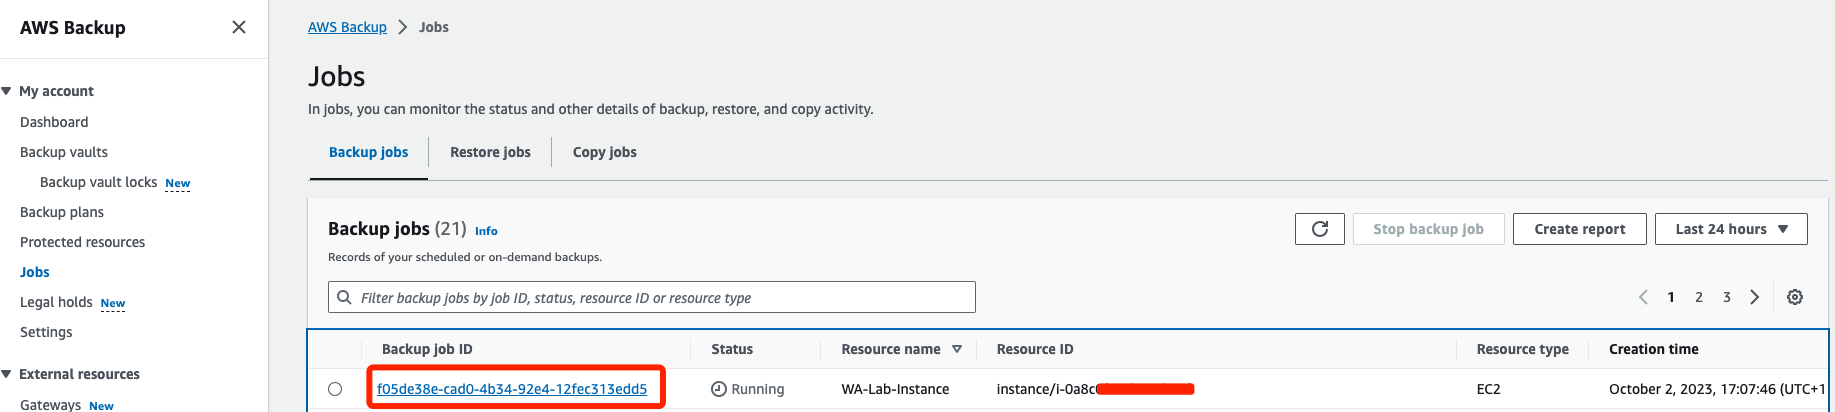 AWS Backup
My account
Dashboard
Backup vaults
Backup vault locks New
Backup plans
Protected resources
Jobs
Legal holds New
Settings
External resources
Gateways New
AWS Backup > Jobs
Jobs
In jobs, you can monitor the status and other details of backup, restore, and copy activity.
Backup jobs Restore jobs Copy jobs
Backup jobs (21) Info
Records of your scheduled or on-demand backups.
Stop backup job Create report Last 24 hours
Filter backup jobs by job ID, status, resource ID or resource type
1 2 3
Backup job ID Status Resource name Resource ID Resource type Creation time
f05de38e-cad0-4b34-92e4-12fec313edd5 Running WA-Lab-Instance instance/i-0a8c EC2 October 2, 2023, 17:07:46 (UTC+1